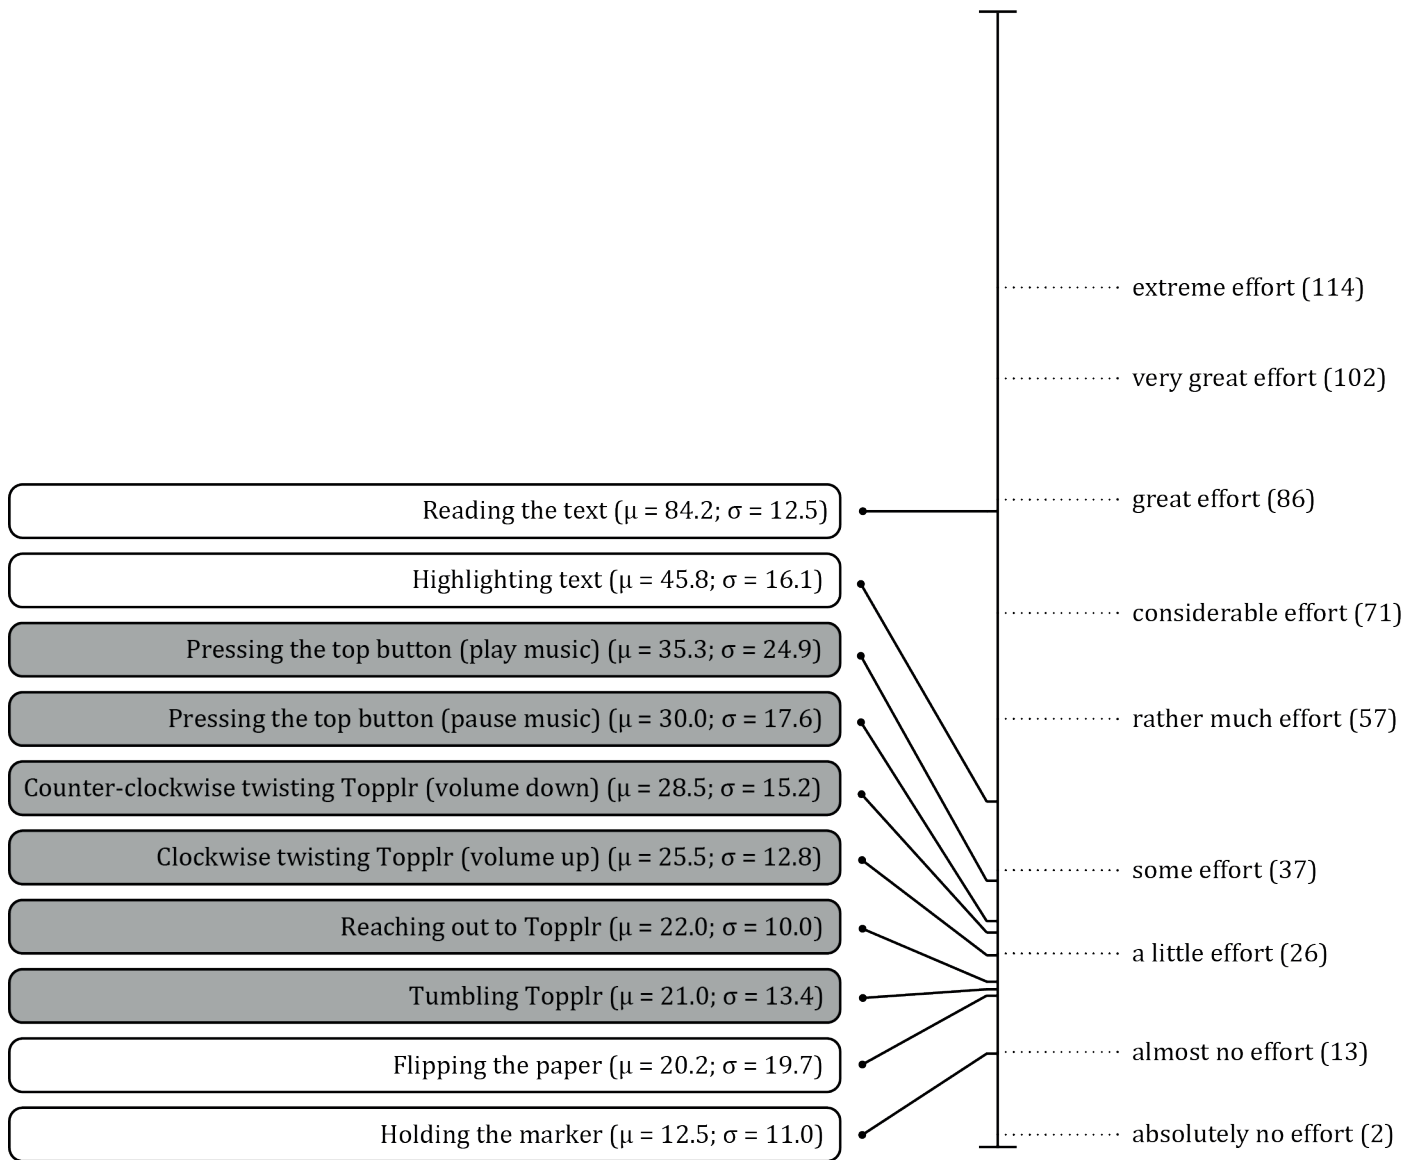 extreme effort (114)
very great effort (102)
great effort (86)
Reading the text (μ = 84.2; σ = 12.5)
Highlighting text (μ = 45.8; σ = 16.1)
considerable effort (71)
Pressing the top button (play music) (μ = 35.3; σ = 24.9)
Pressing the top button (pause music) (μ = 30.0; σ = 17.6)
rather much effort (57)
Counter-clockwise twisting Topplr (volume down) (μ = 28.5; σ = 15.2)
Clockwise twisting Topplr (volume up) (μ = 25.5; σ = 12.8)
some effort (37)
Reaching out to Topplr (μ = 22.0; σ = 10.0)
a little effort (26)
Tumbling Topplr (μ = 21.0; σ = 13.4)
almost no effort (13)
Flipping the paper (μ = 20.2; σ = 19.7)
Holding the marker (μ = 12.5; σ = 11.0)
absolutely no effort (2)